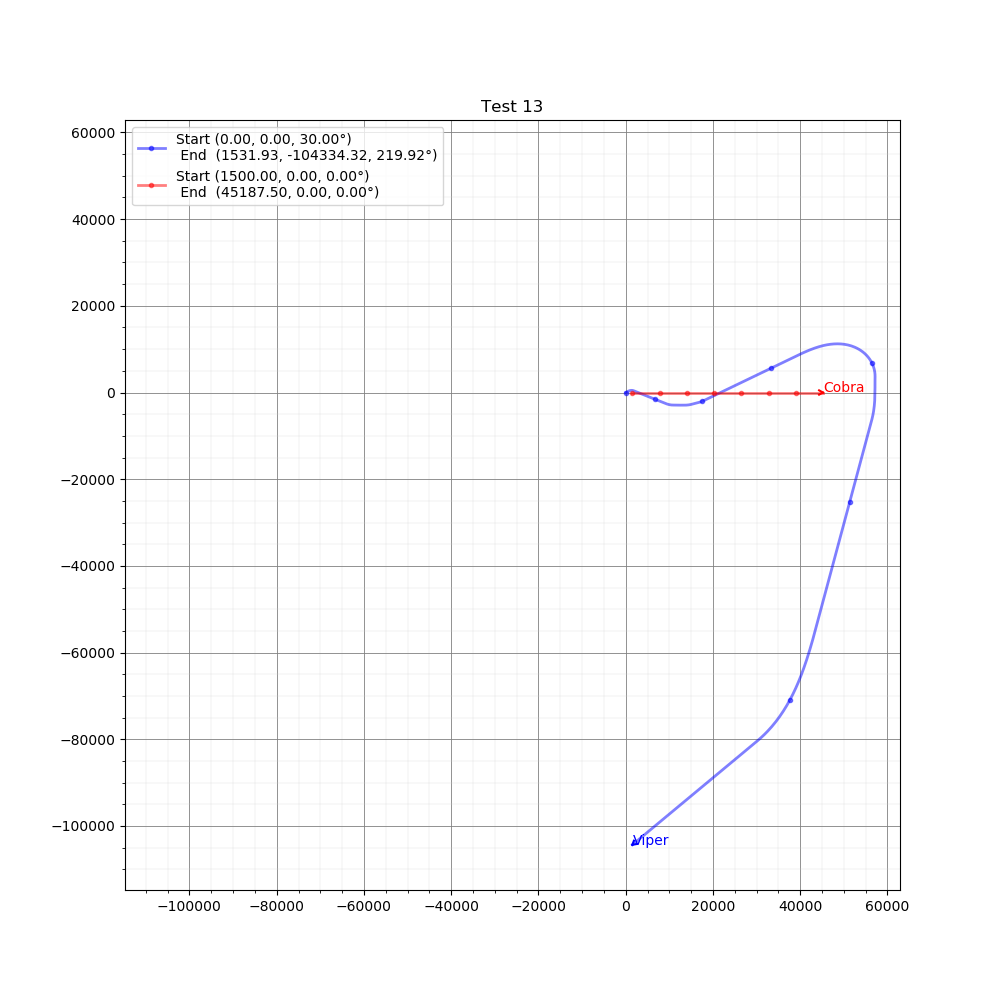 Test 13
Start (0.00, 0.00, 30.00°)
End (1531.93, -104334.32, 219.92°)
Start (1500.00, 0.00, 0.00°)
End (45187.50, 0.00, 0.00°)
60000
40000
20000
0
−20000
−40000
−60000
−80000
−100000
Cobra
Viper
−100000 −80000 −60000 −40000 −20000 0 20000 40000 60000